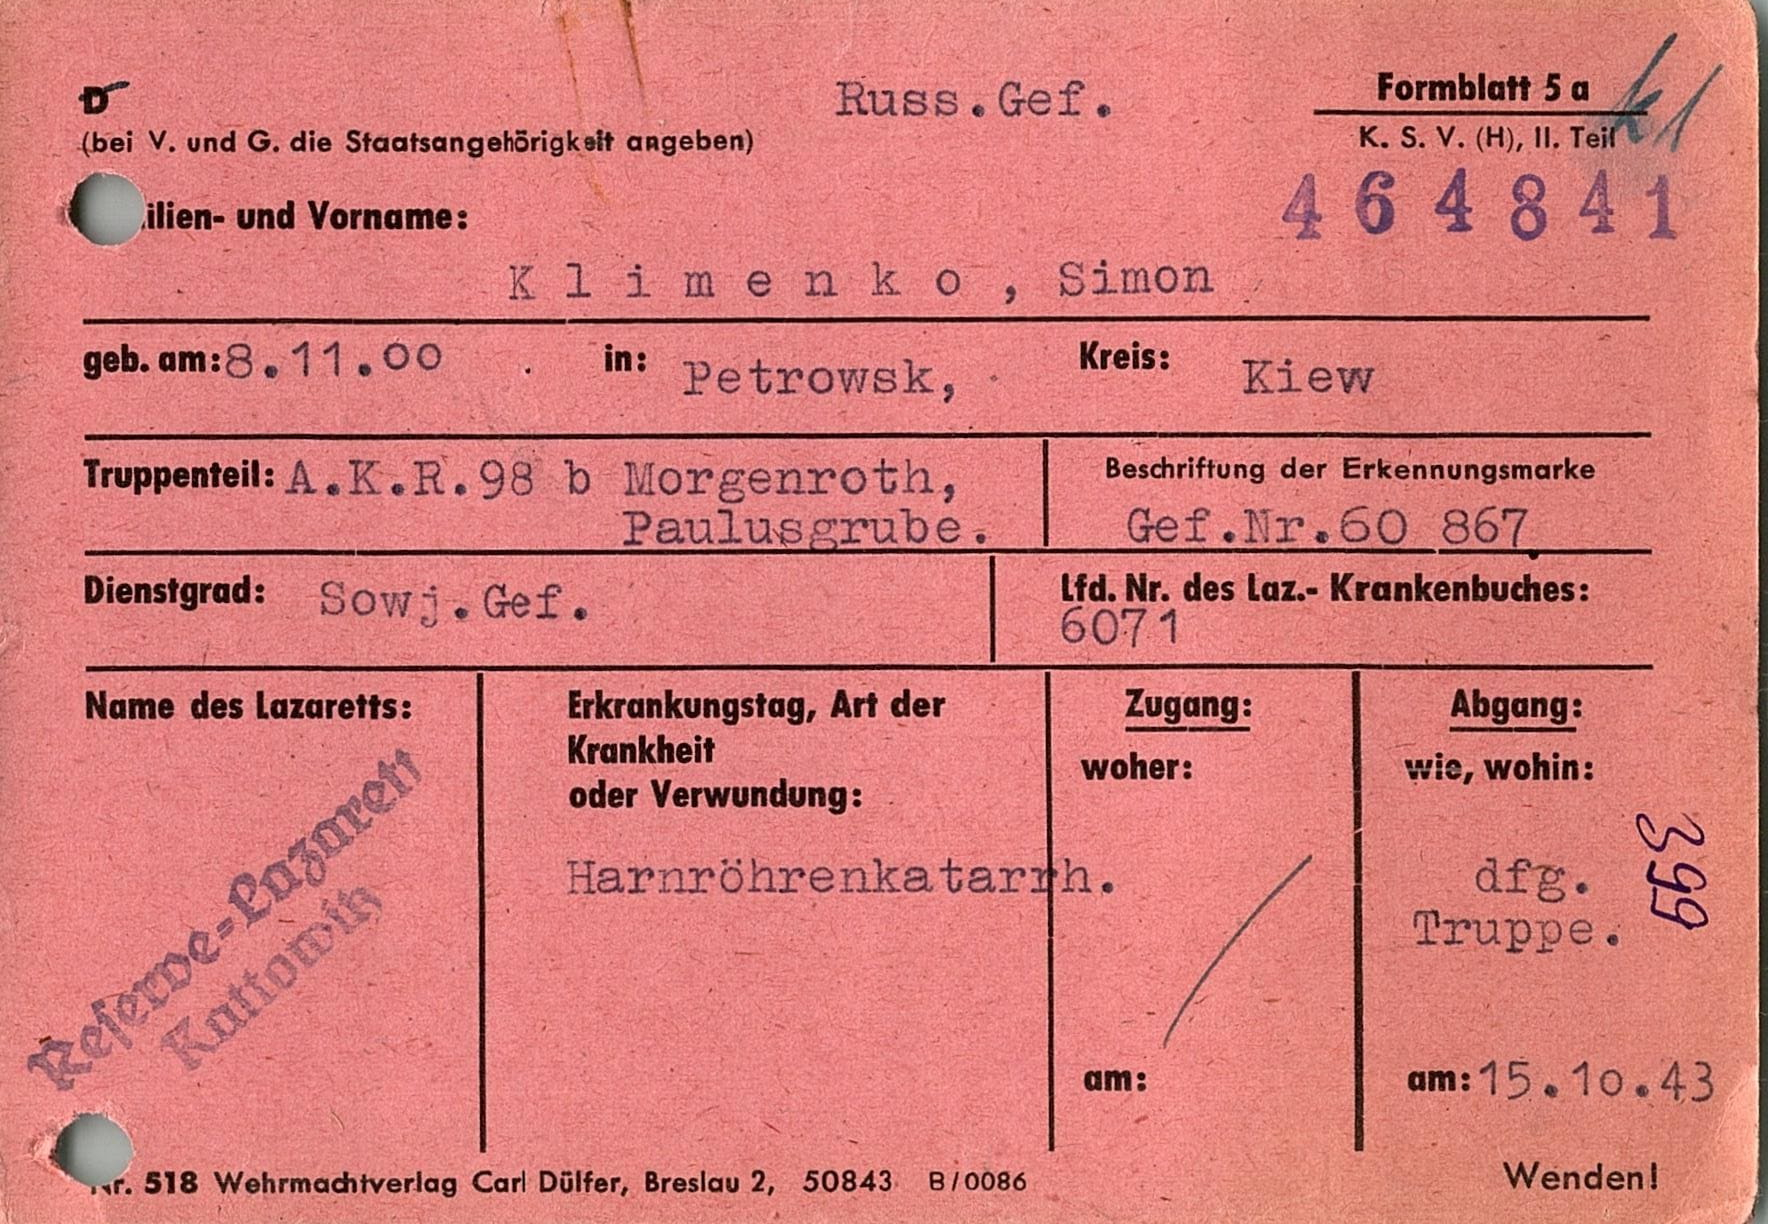 D
Russ.Gef.
Formblatt 5 a
(bei V. und G. die Staatsangehörigkeit angeben)
K. S. V. (H), II. Teil
kl
464841
ilien- und Vorname:
Klimenko, Simon
geb. am: 8.11.00 in: Petrowsk, Kreis: Kiew
Truppenteil: A.K.R.98 b Morgenroth,
Paulusgrube.
Beschriftung der Erkennungsmarke
Gef.Nr.60 867
Dienstgrad: Sowj.Gef.
Lfd. Nr. des Laz.- Krankenbuches:
6071
Name des Lazaretts:
Reserve-Lazarett
Kattowitz
Erkrankungstag, Art der
Krankheit
oder Verwundung:
Harnröhrenkatarrh.
Zugang:
woher:
am:
Abgang:
wie, wohin:
dfg.
Truppe.
399
am: 15.10.43
Nr. 518 Wehrmachtverlag Carl Dülfer, Breslau 2, 50843 B/0086
Wenden!